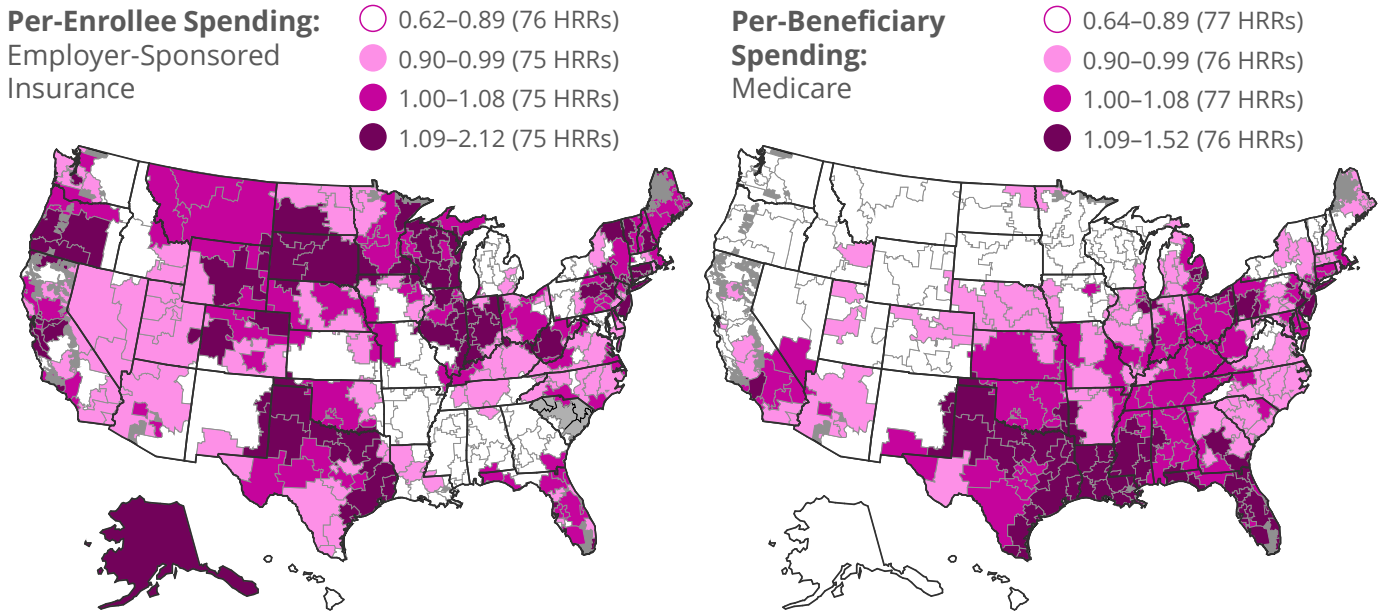 Per-Enrollee Spending:
Employer-Sponsored
Insurance
0.62–0.89 (76 HRRs)
0.90–0.99 (75 HRRs)
1.00–1.08 (75 HRRs)
1.09–2.12 (75 HRRs)
Per-Beneficiary
Spending:
Medicare
0.64–0.89 (77 HRRs)
0.90–0.99 (76 HRRs)
1.00–1.08 (77 HRRs)
1.09–1.52 (76 HRRs)